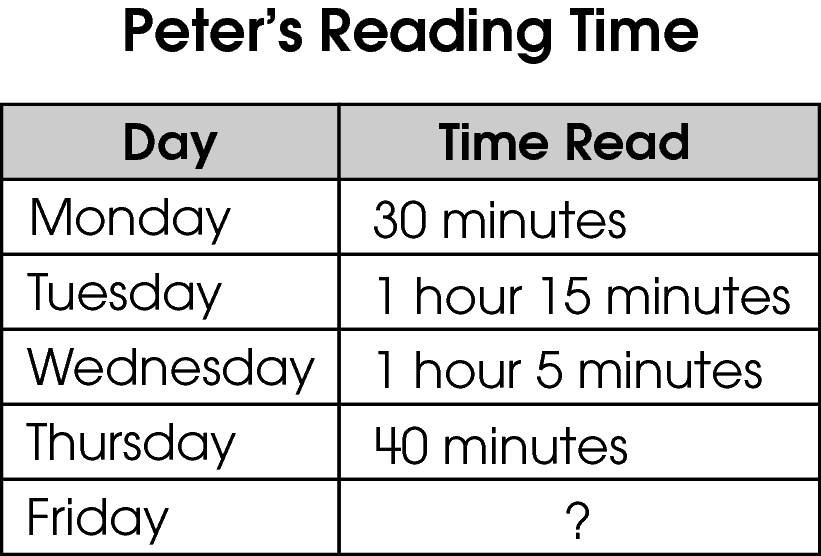 Peter's Reading Time
Day Time Read
Monday 30 minutes
Tuesday 1 hour 15 minutes
Wednesday 1 hour 5 minutes
Thursday 40 minutes
Friday ?